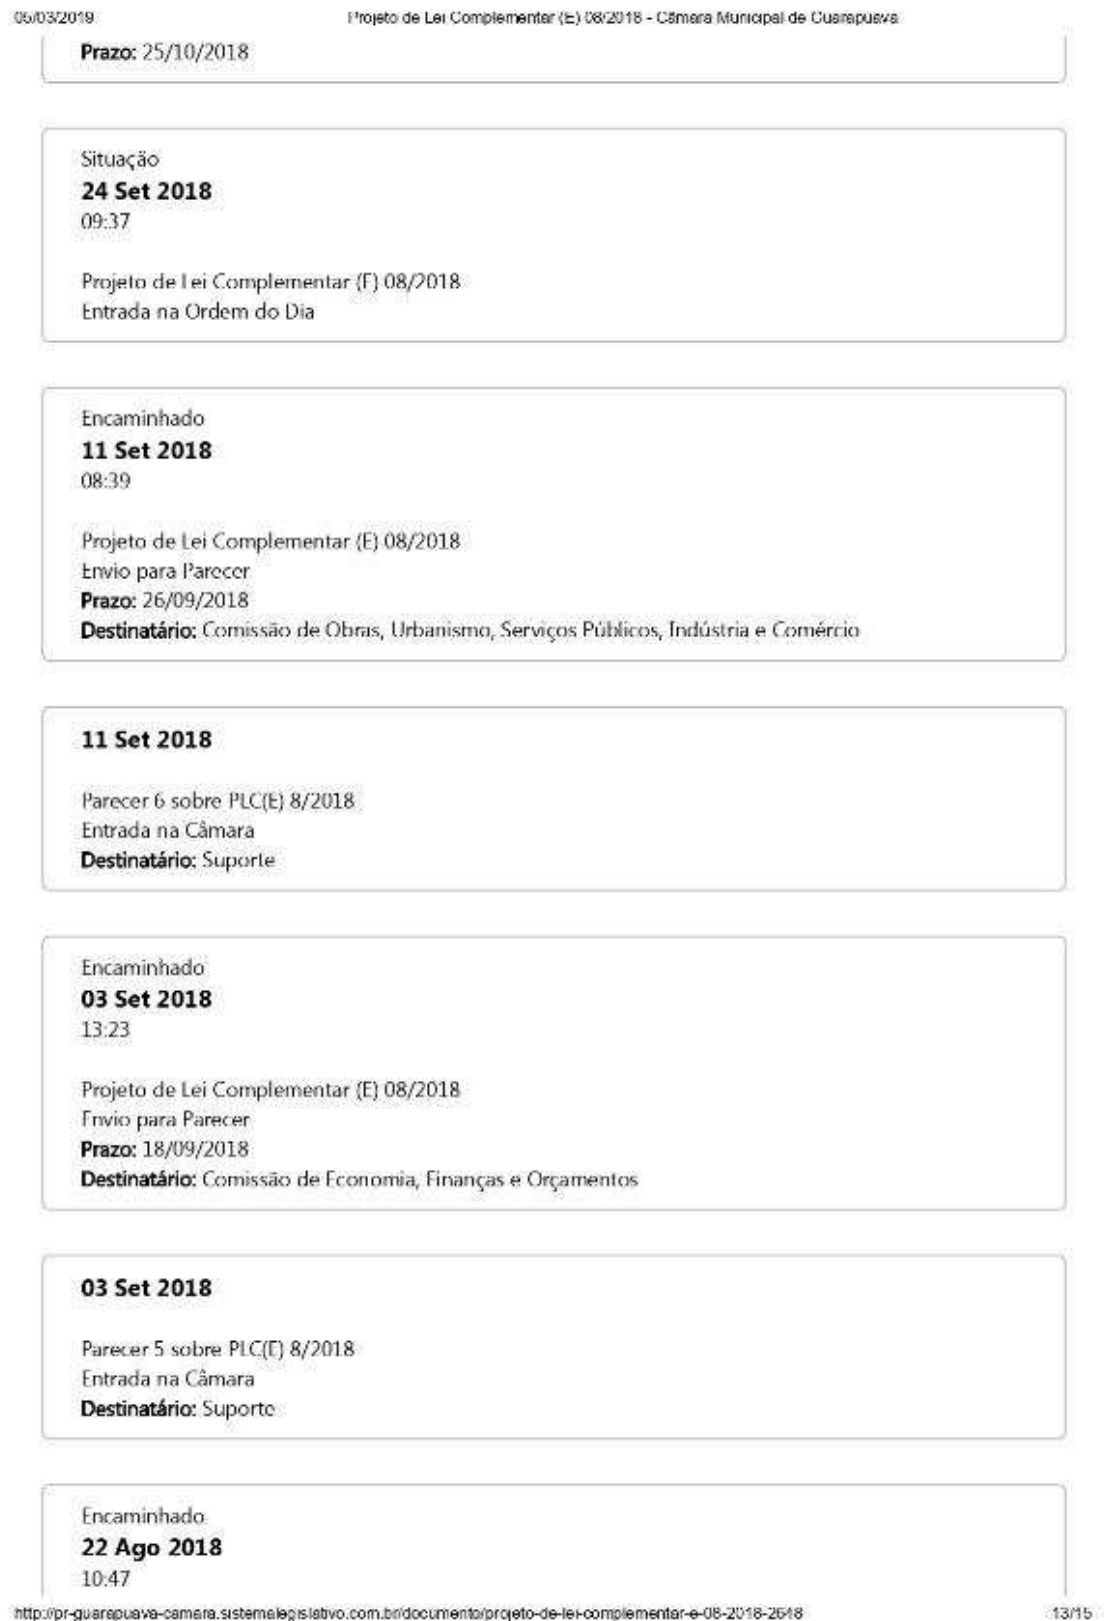 05/03/2019 Projeto de Lei Complementar (E) 08/2018 - Câmara Municipal de Guarapuava
Prazo: 25/10/2018
Situação
24 Set 2018
09:37
Projeto de Lei Complementar (E) 08/2018
Entrada na Ordem do Dia
Encaminhado
11 Set 2018
08:39
Projeto de Lei Complementar (E) 08/2018
Envio para Parecer
Prazo: 26/09/2018
Destinatário: Comissão de Obras, Urbanismo, Serviços Públicos, Indústria e Comércio
11 Set 2018
Parecer 6 sobre PLC(E) 8/2018
Entrada na Câmara
Destinatário: Suporte
Encaminhado
03 Set 2018
13:23
Projeto de Lei Complementar (E) 08/2018
Envio para Parecer
Prazo: 18/09/2018
Destinatário: Comissão de Economia, Finanças e Orçamentos
03 Set 2018
Parecer 5 sobre PLC(E) 8/2018
Entrada na Câmara
Destinatário: Suporte
Encaminhado
22 Ago 2018
10:47
http://pr-guarapuava-camara.sistemalegislativo.com.br/documento/projeto-de-lei-complementar-e-08-2018-2648 13/15